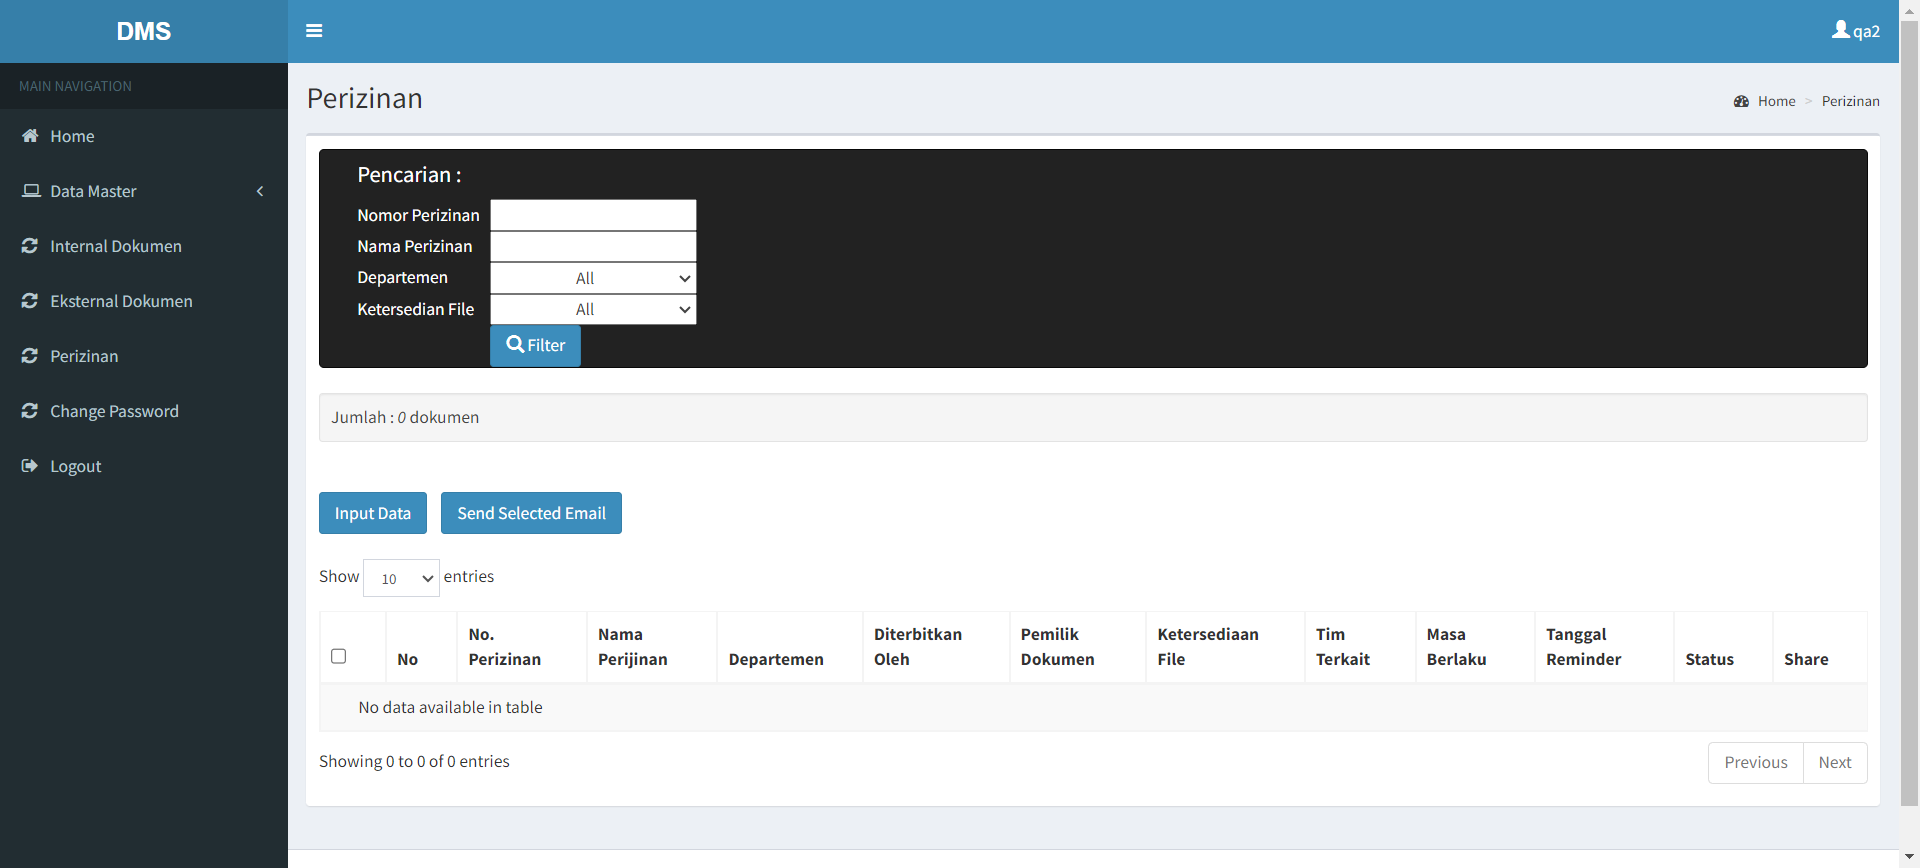 DMS
qa2
MAIN NAVIGATION
Home
Data Master
Internal Dokumen
Eksternal Dokumen
Perizinan
Change Password
Logout
Perizinan
Home > Perizinan
Pencarian :
Nomor Perizinan
Nama Perizinan
Departemen All
Ketersedian File All
Filter
Jumlah : 0 dokumen
Input Data Send Selected Email
Show 10 entries
No No. Perizinan Nama Perijinan Departemen Diterbitkan Oleh Pemilik Dokumen Ketersediaan File Tim Terkait Masa Berlaku Tanggal Reminder Status Share
No data available in table
Showing 0 to 0 of 0 entries
Previous Next